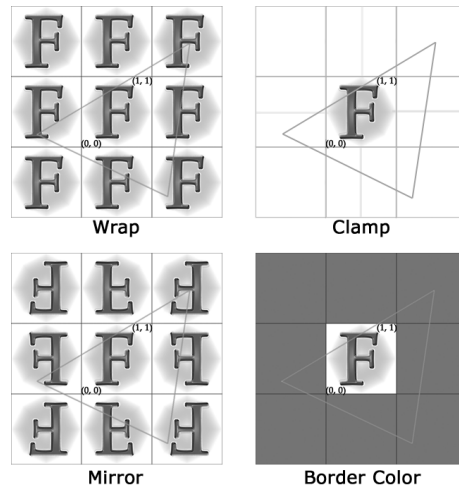 F F F
(1, 1)
F F F
(0, 0)
F F F
Wrap
(1, 1)
F
(0, 0)
Clamp
F F F
(1, 1)
F F F
(0, 0)
F F F
Mirror
(1, 1)
F
(0, 0)
Border Color